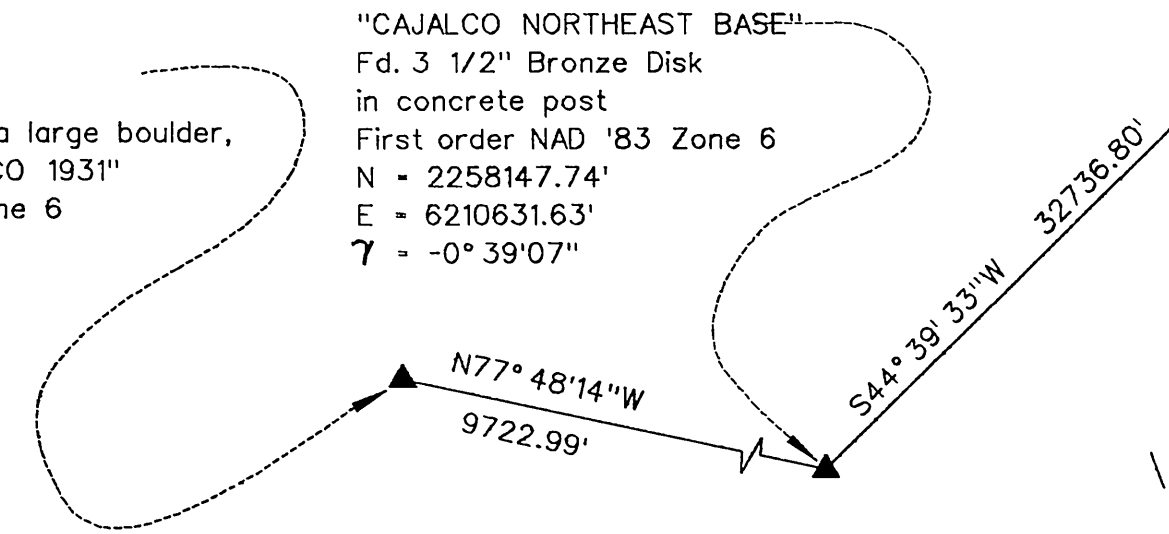 "CAJALCO NORTHEAST BASE"
Fd. 3 1/2" Bronze Disk
in concrete post
First order NAD '83 Zone 6
N = 2258147.74'
E = 6210631.63'
γ = -0° 39'07"
a large boulder,
CO 1931"
ne 6
N77° 48'14"W
9722.99'
S44° 39' 33"W 32736.80'